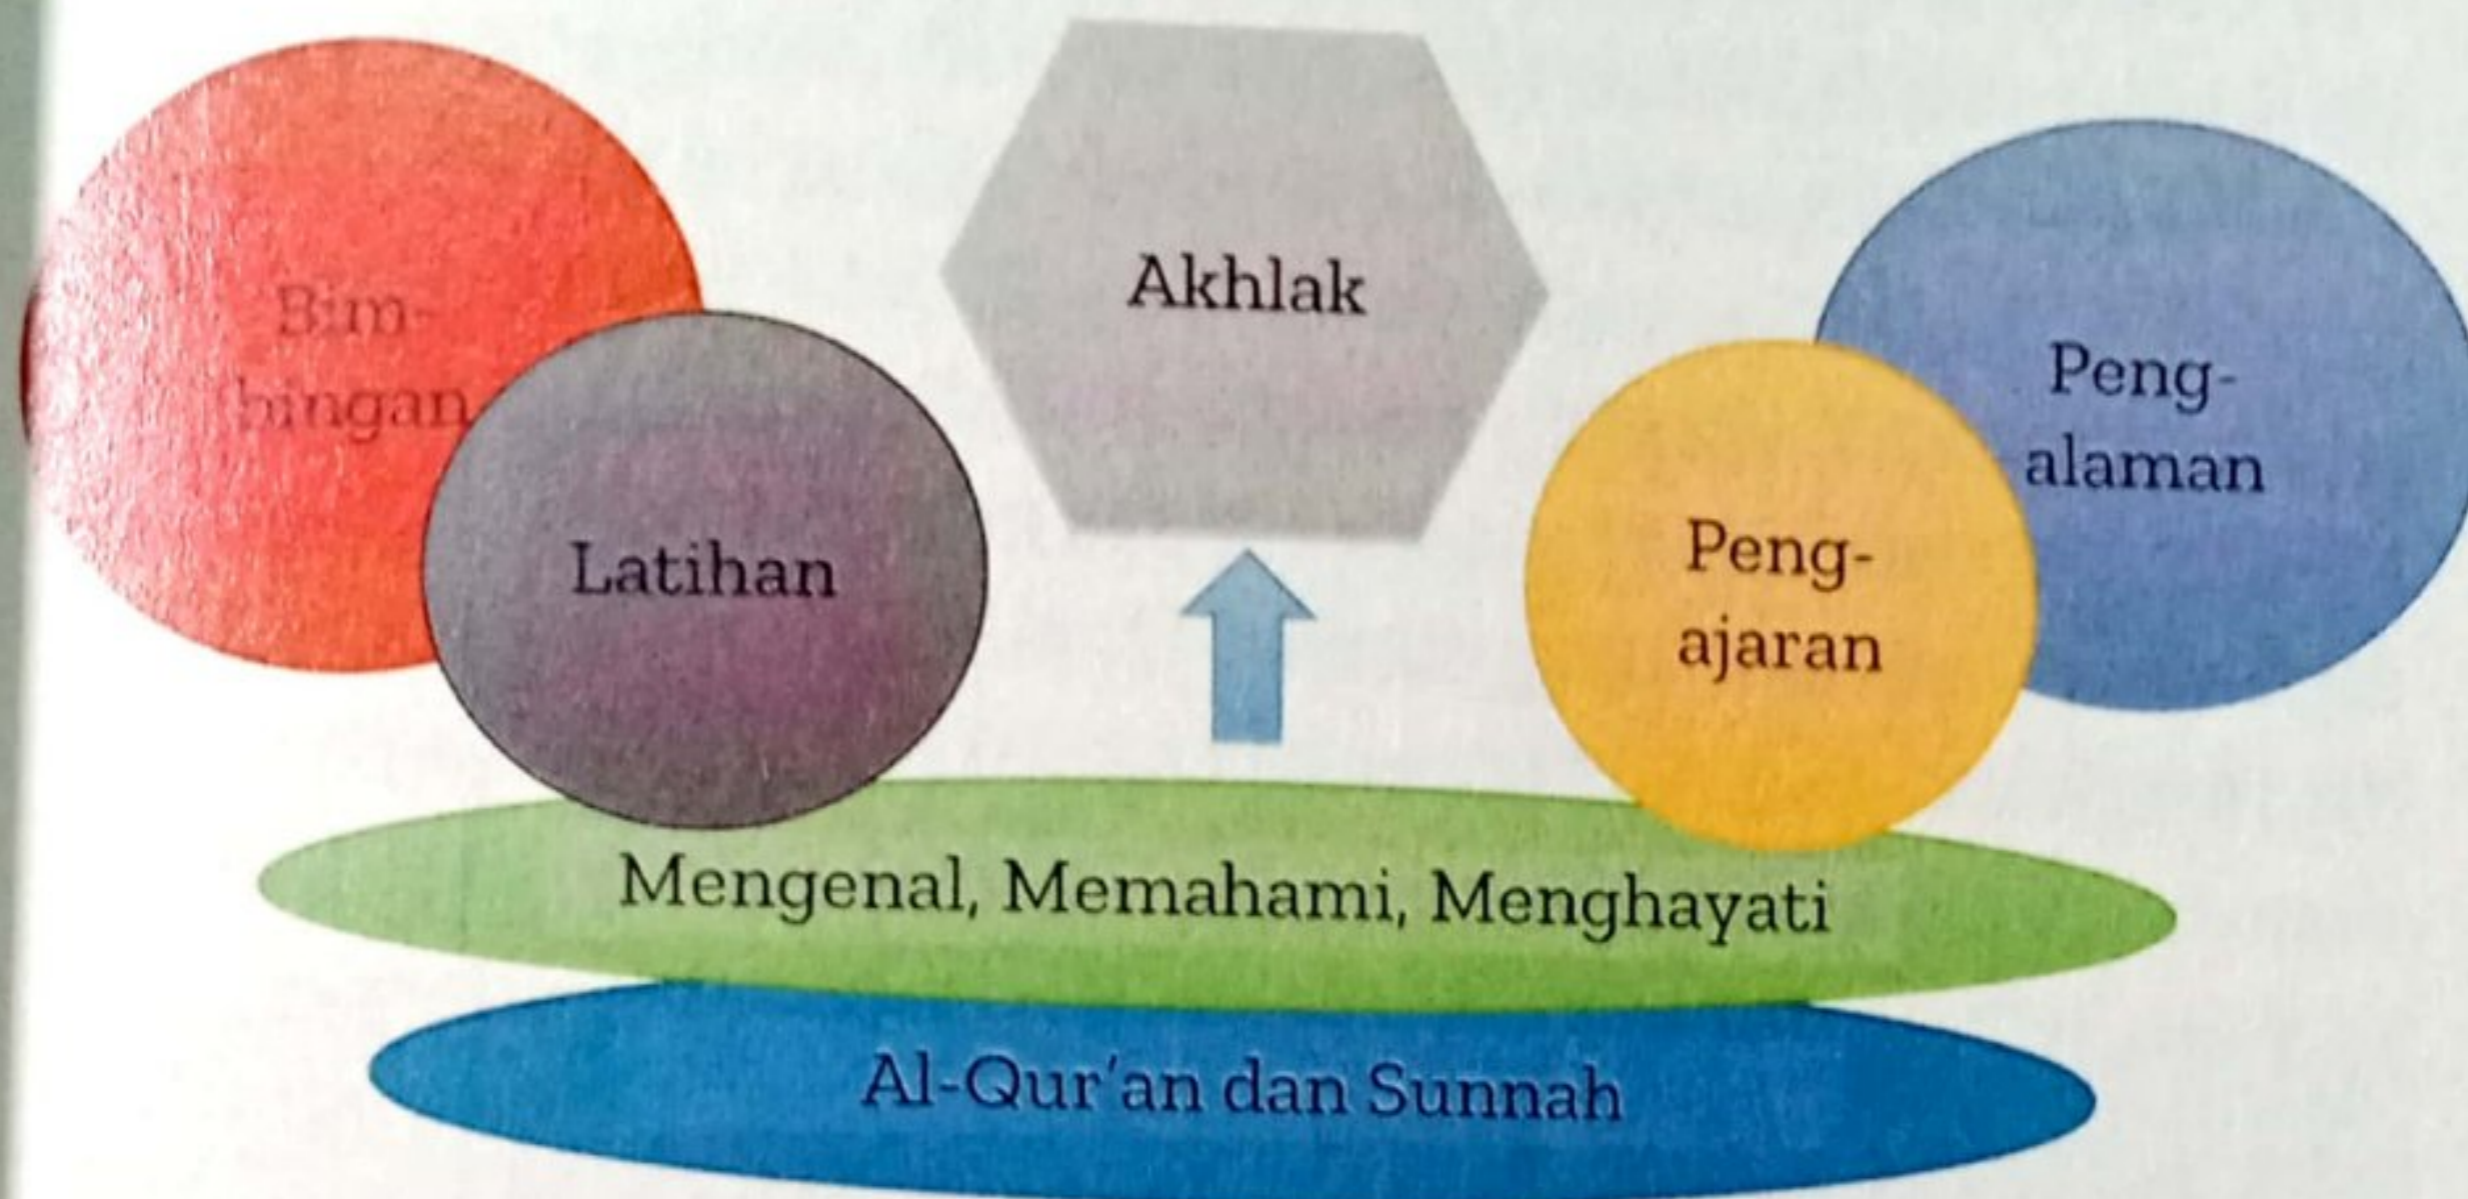 Bim-
bingan
Latihan
Akhlak
Peng-
ajaran
Peng-
alaman
Mengenal, Memahami, Menghayati
Al-Qur'an dan Sunnah